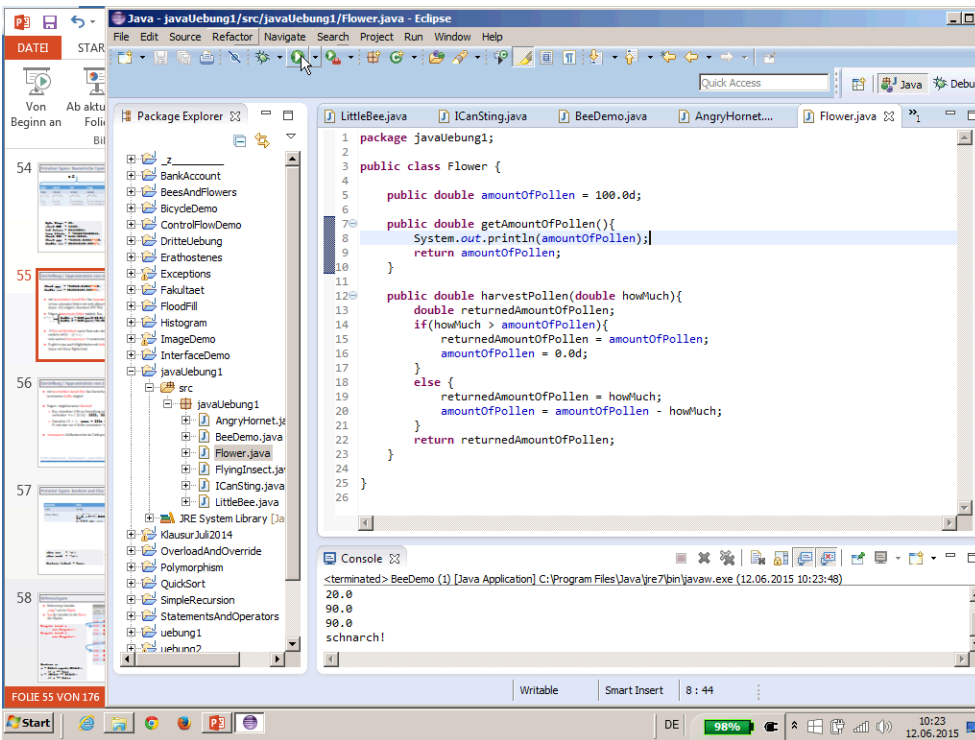 Java - javaUebung1/src/javaUebung1/Flower.java - Eclipse
File Edit Source Refactor Navigate Search Project Run Window Help
DATEI STAR
Quick Access
Java Debu
Von Beginn an
Ab aktu Folie
Bil
Package Explorer
_z_________
BankAccount
BeesAndFlowers
BicycleDemo
ControlFlowDemo
DritteUebung
Erathostenes
Exceptions
Fakultaet
FloodFill
Histogram
ImageDemo
InterfaceDemo
javaUebung1
src
javaUebung1
AngryHornet.ja
BeeDemo.java
Flower.java
FlyingInsect.ja
ICanSting.java
LittleBee.java
JRE System Library [Ja
KlausurJuli2014
OverloadAndOverride
Polymorphism
QuickSort
SimpleRecursion
StatementsAndOperators
uebung1
uebung2
54
55
56
57
58
LittleBee.java ICanSting.java BeeDemo.java AngryHornet.... Flower.java »1
1 package javaUebung1;
2
3 public class Flower {
4
5 public double amountOfPollen = 100.0d;
6
7 public double getAmountOfPollen(){
8 System.out.println(amountOfPollen);
9 return amountOfPollen;
10 }
11
12 public double harvestPollen(double howMuch){
13 double returnedAmountOfPollen;
14 if(howMuch > amountOfPollen){
15 returnedAmountOfPollen = amountOfPollen;
16 amountOfPollen = 0.0d;
17 }
18 else {
19 returnedAmountOfPollen = howMuch;
20 amountOfPollen = amountOfPollen - howMuch;
21 }
22 return returnedAmountOfPollen;
23 }
24
25 }
26
Console
<terminated> BeeDemo (1) [Java Application] C:\Program Files\Java\jre7\bin\javaw.exe (12.06.2015 10:23:48)
20.0
90.0
90.0
schnarch!
Writable Smart Insert 8 : 44
FOLIE 55 VON 176
Start
DE 98% 10:23
12.06.2015